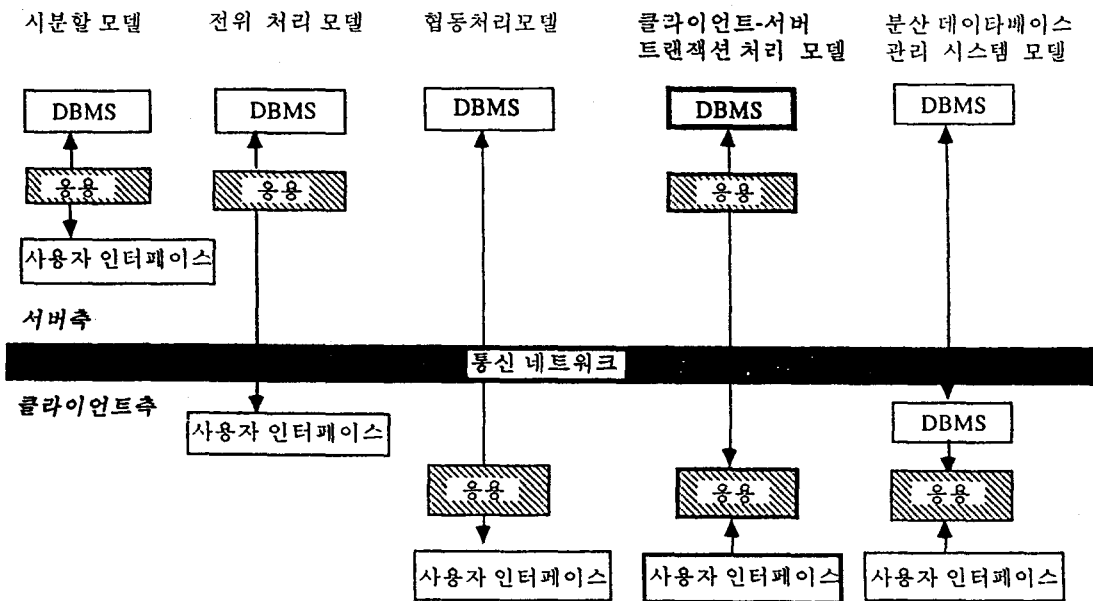 시분할 모델
전위 처리 모델
협동처리모델
클라이언트-서버
트랜잭션 처리 모델
분산 데이타베이스
관리 시스템 모델
DBMS
DBMS
DBMS
DBMS
DBMS
응용
응용
응용
사용자 인터페이스
서버측
통신 네트워크
클라이언트측
사용자 인터페이스
DBMS
응용
응용
응용
사용자 인터페이스
사용자 인터페이스
사용자 인터페이스